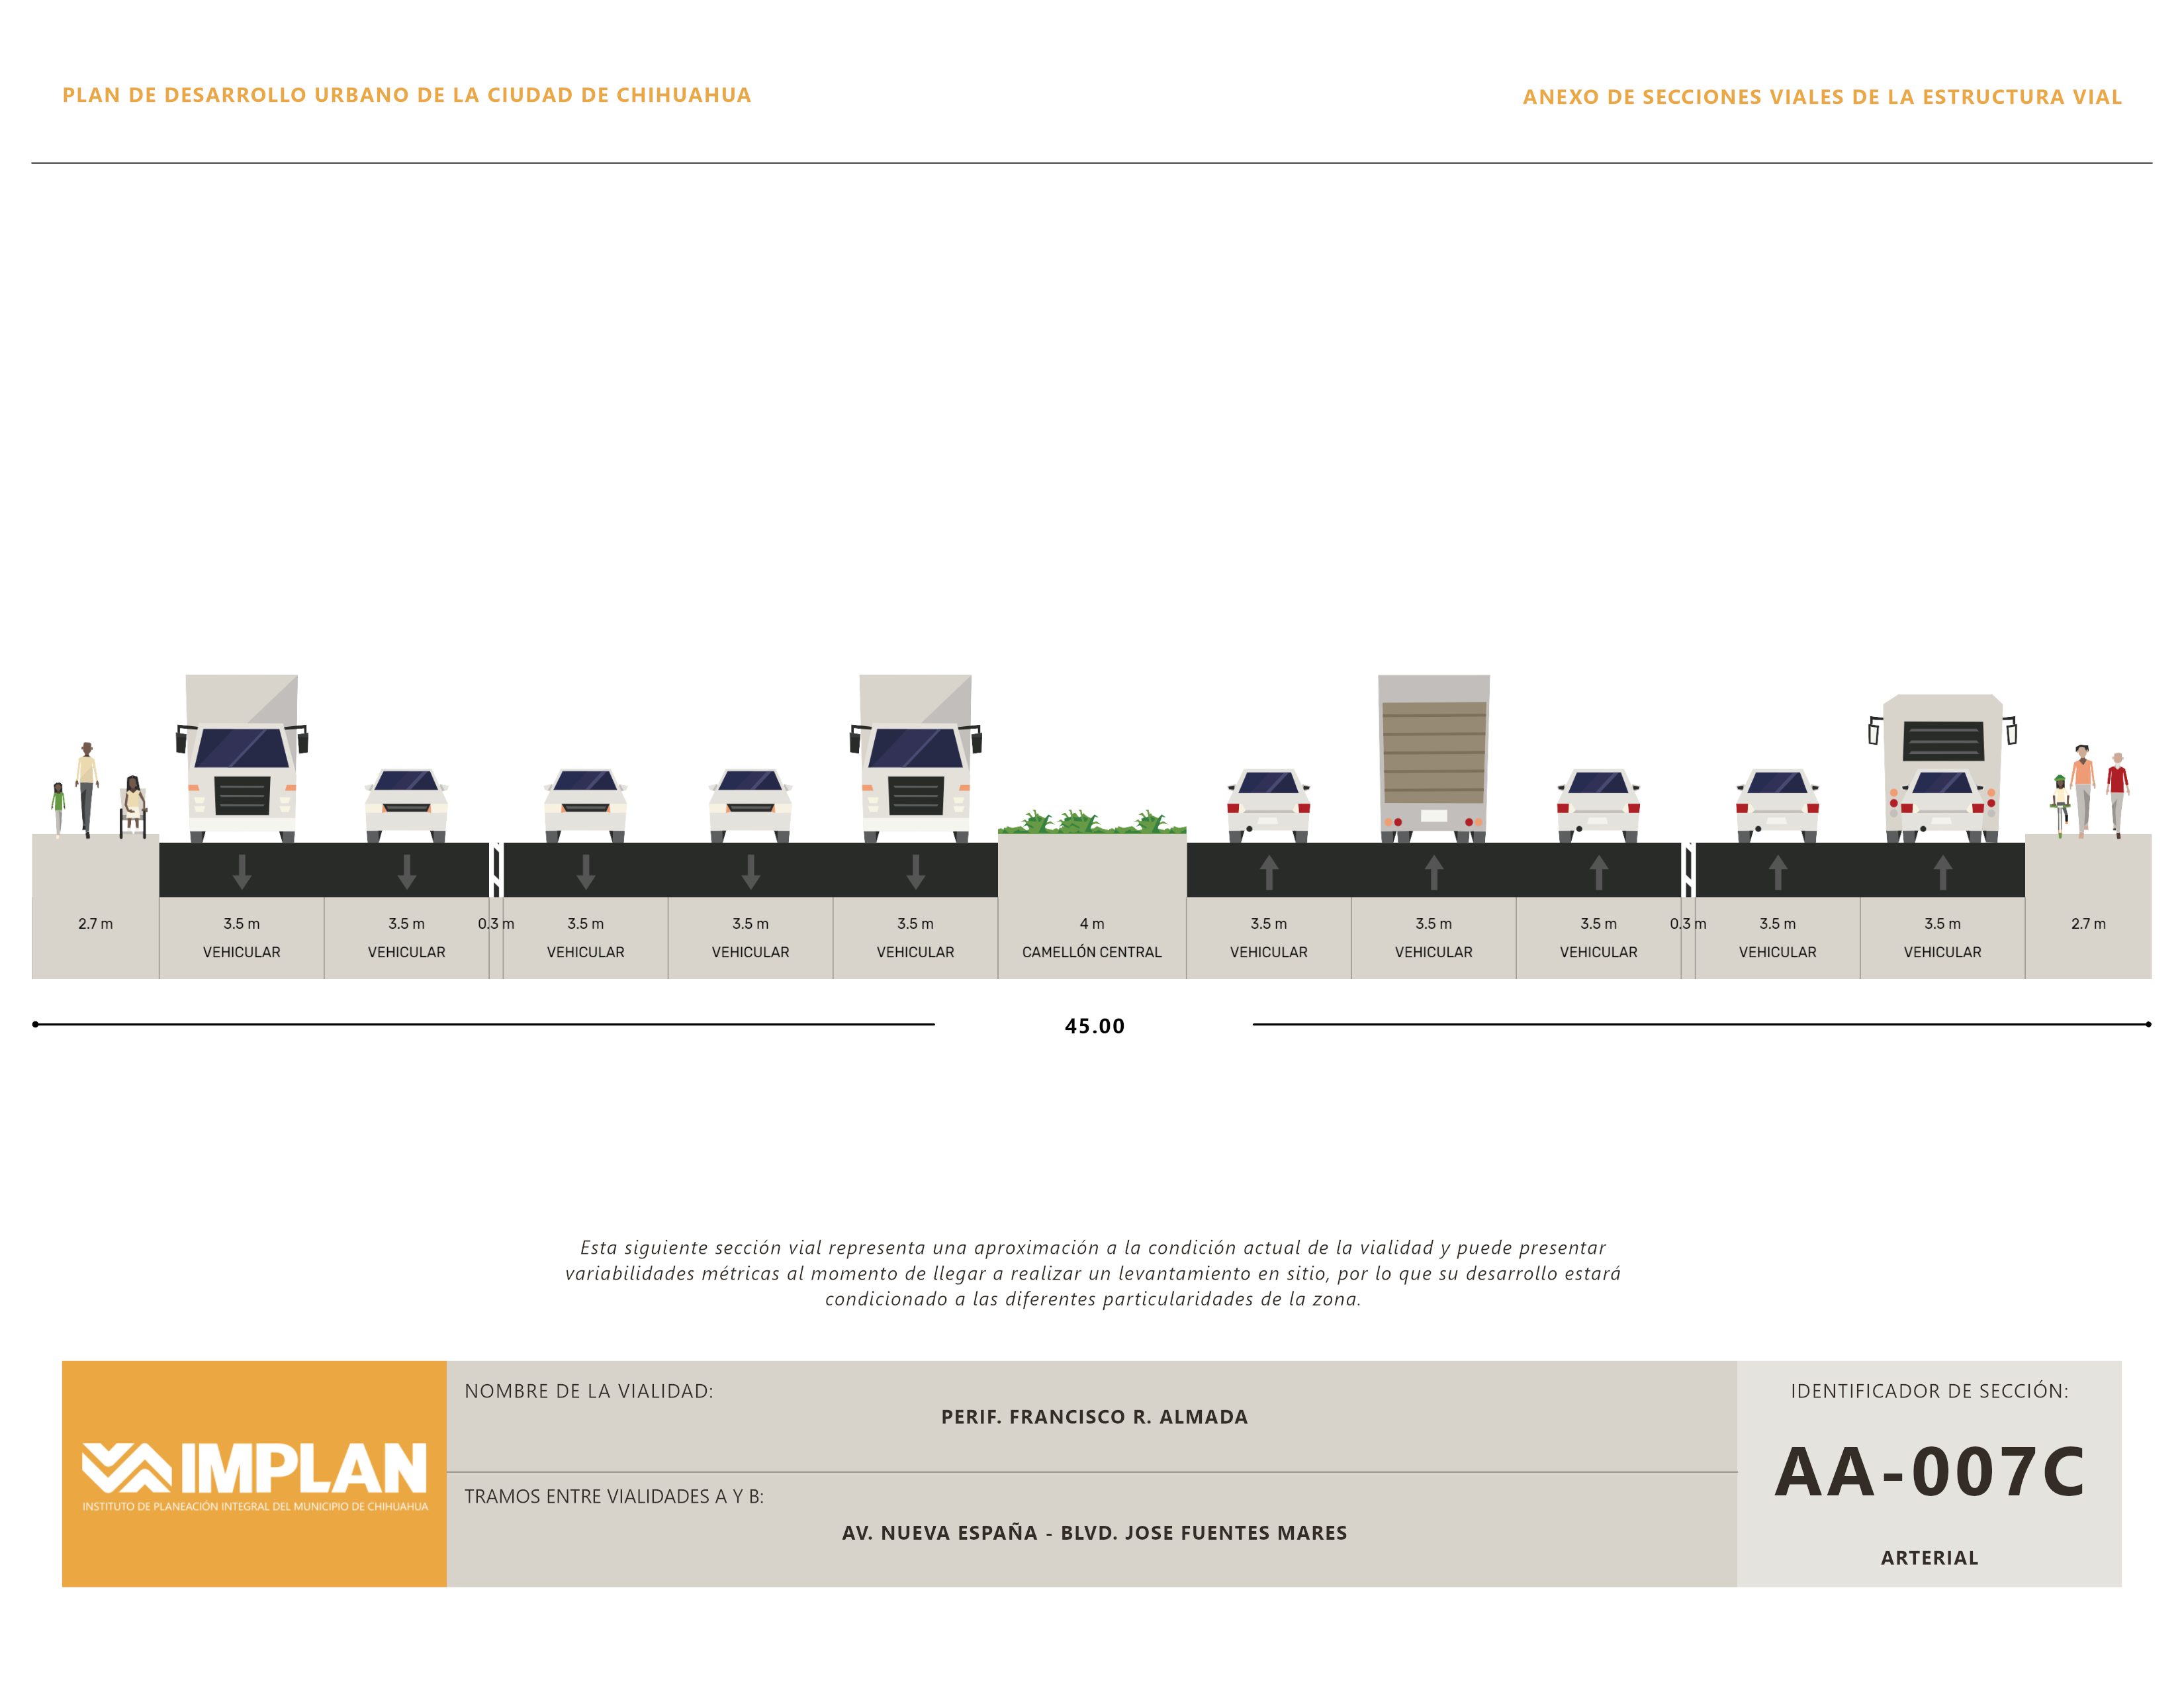 PLAN DE DESARROLLO URBANO DE LA CIUDAD DE CHIHUAHUA
ANEXO DE SECCIONES VIALES DE LA ESTRUCTURA VIAL
2.7 m 3.5 m 3.5 m 0.3 m 3.5 m 3.5 m 3.5 m 4 m 3.5 m 3.5 m 3.5 m 0.3 m 3.5 m 3.5 m 2.7 m
VEHICULAR VEHICULAR VEHICULAR VEHICULAR VEHICULAR CAMELLÓN CENTRAL VEHICULAR VEHICULAR VEHICULAR VEHICULAR VEHICULAR
45.00
Esta siguiente sección vial representa una aproximación a la condición actual de la vialidad y puede presentar
variabilidades métricas al momento de llegar a realizar un levantamiento en sitio, por lo que su desarrollo estará
condicionado a las diferentes particularidades de la zona.
IMPLAN
INSTITUTO DE PLANEACIÓN INTEGRAL DEL MUNICIPIO DE CHIHUAHUA
NOMBRE DE LA VIALIDAD:
PERIF. FRANCISCO R. ALMADA
TRAMOS ENTRE VIALIDADES A Y B:
AV. NUEVA ESPAÑA - BLVD. JOSE FUENTES MARES
IDENTIFICADOR DE SECCIÓN:
AA-007C
ARTERIAL